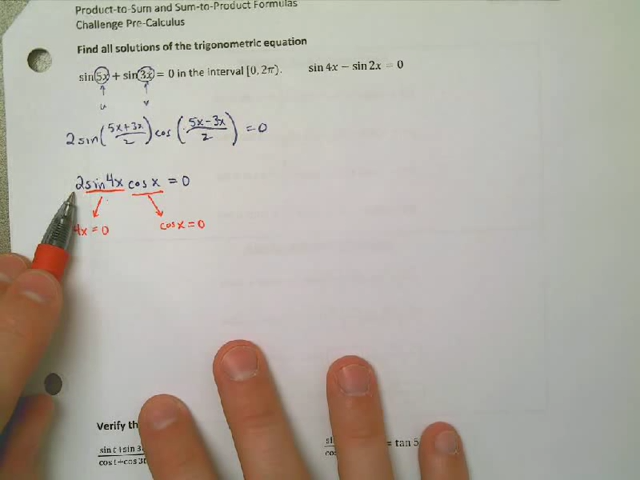 Product-to-Sum and Sum-to-Product Formulas
Challenge Pre-Calculus
Find all solutions of the trigonometric equation
sin 5x + sin 3x = 0 in the interval [0, 2π). sin 4x − sin 2x = 0
2 sin((5x+3x)/2) cos((5x−3x)/2) = 0
2 sin 4x cos x = 0
4x = 0 cos x = 0
Verify
= tan 5